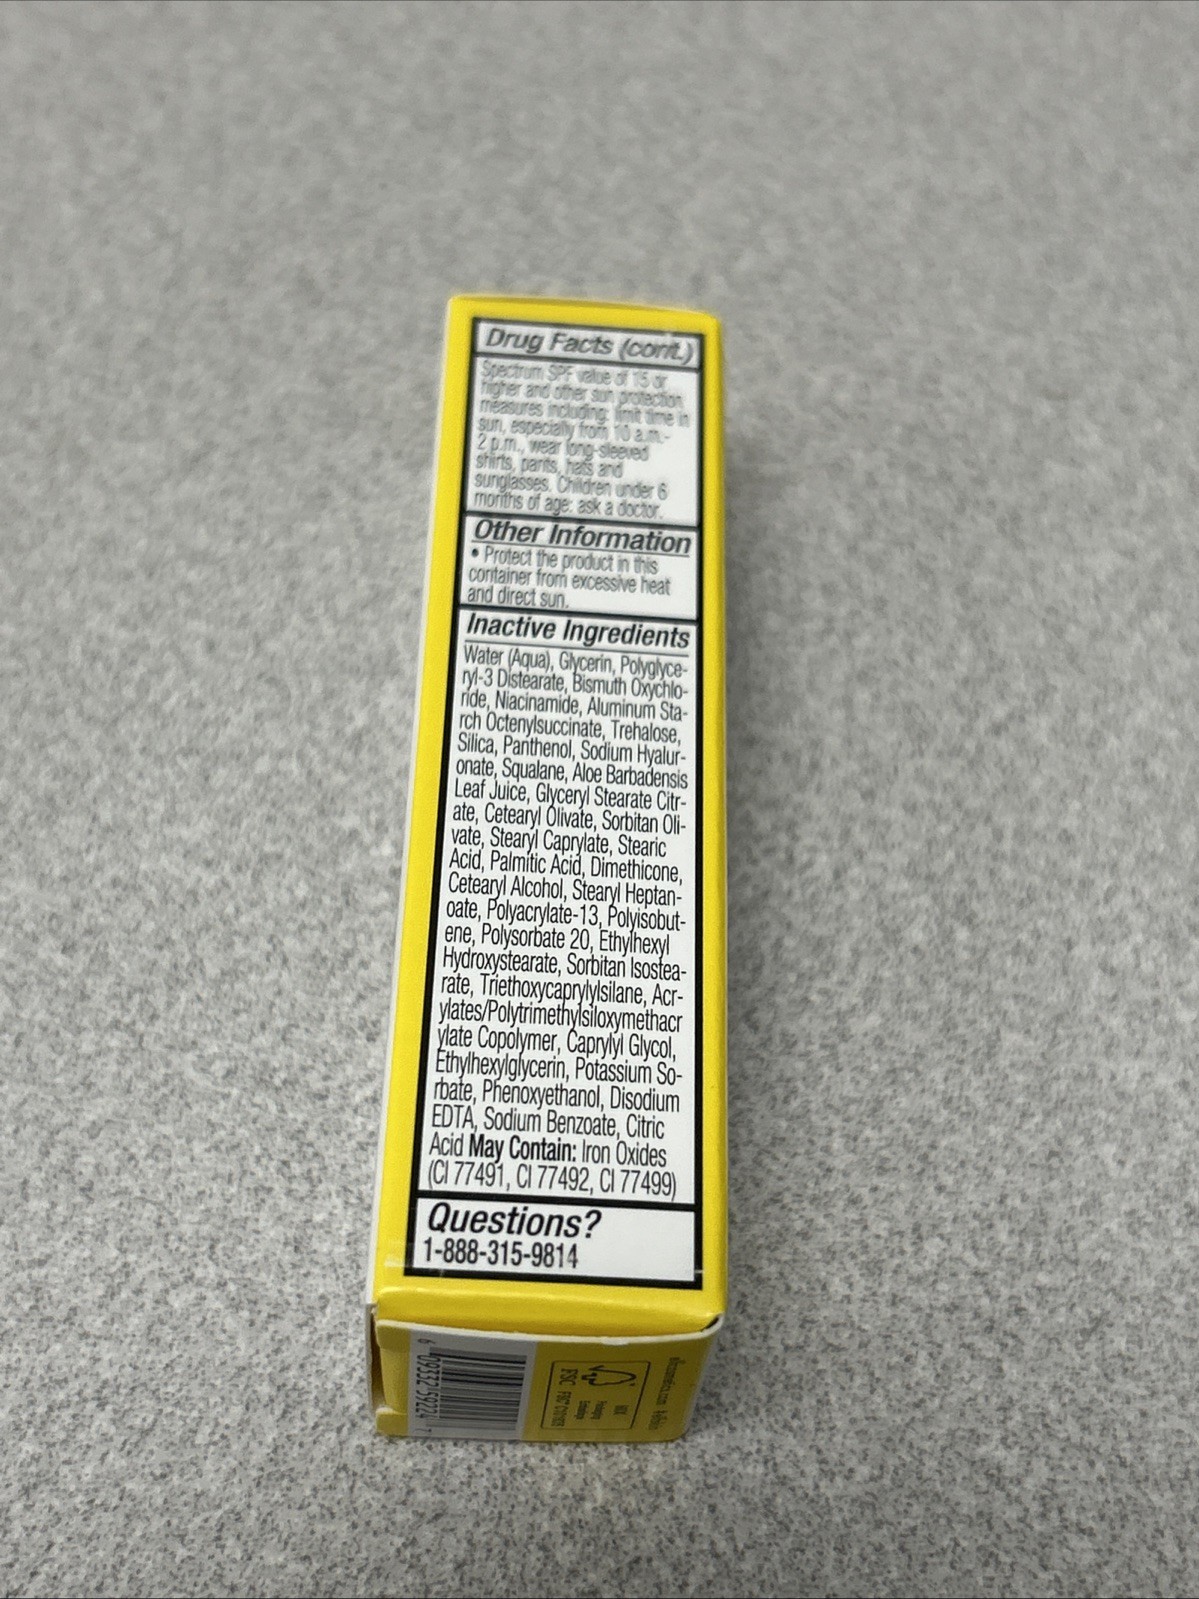 Drug Facts (cont.)
Spectrum SPF value of 15 or
higher and other sun protection
measures including: limit time in
sun, especially from 10 a.m.-
2 p.m., wear long-sleeved
shirts, pants, hats and
sunglasses. Children under 6
months of age: ask a doctor.
Other Information
• Protect the product in this
container from excessive heat
and direct sun.
Inactive Ingredients
Water (Aqua), Glycerin, Polyglyce-
ryl-3 Distearate, Bismuth Oxychlo-
ride, Niacinamide, Aluminum Sta-
rch Octenylsuccinate, Trehalose,
Silica, Panthenol, Sodium Hyalur-
onate, Squalane, Aloe Barbadensis
Leaf Juice, Glyceryl Stearate Citr-
ate, Cetearyl Olivate, Sorbitan Oli-
vate, Stearyl Caprylate, Stearic
Acid, Palmitic Acid, Dimethicone,
Cetearyl Alcohol, Stearyl Heptan-
oate, Polyacrylate-13, Polyisobut-
ene, Polysorbate 20, Ethylhexyl
Hydroxystearate, Sorbitan Isostea-
rate, Triethoxycaprylylsilane, Acr-
ylates/Polytrimethylsiloxymethacr
ylate Copolymer, Caprylyl Glycol,
Ethylhexylglycerin, Potassium So-
rbate, Phenoxyethanol, Disodium
EDTA, Sodium Benzoate, Citric
Acid May Contain: Iron Oxides
(CI 77491, CI 77492, CI 77499)
Questions?
1-888-315-9814
6 09332 59224 7
FSC
MIX